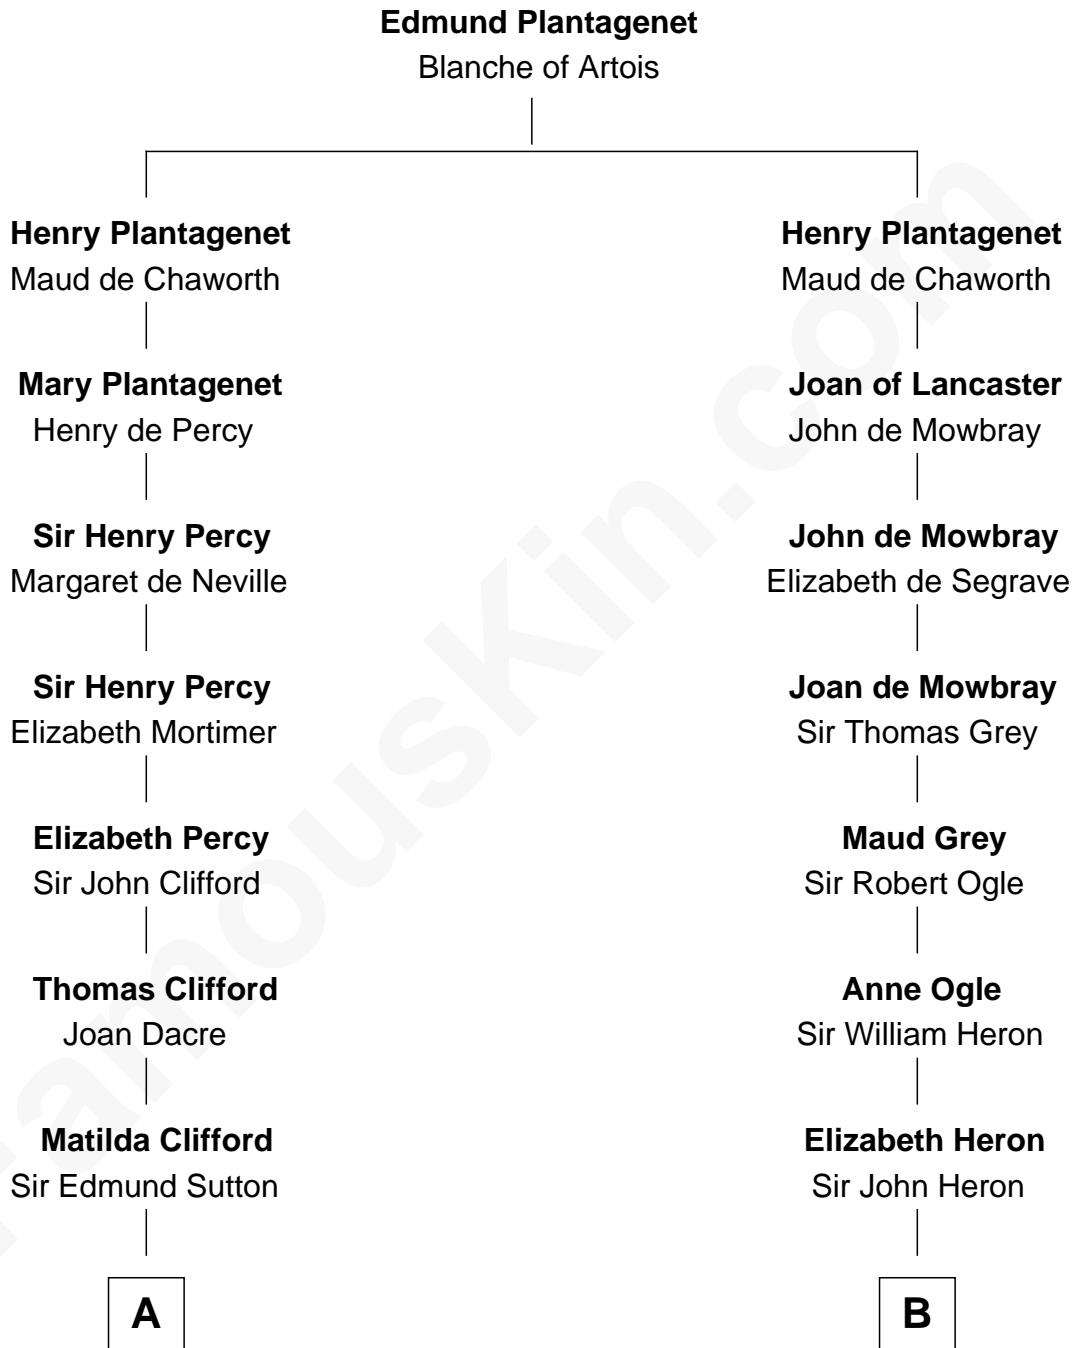 Edmund Plantagenet
Blanche of Artois
Henry Plantagenet
Maud de Chaworth
Henry Plantagenet
Maud de Chaworth
Mary Plantagenet
Henry de Percy
Joan of Lancaster
John de Mowbray
Sir Henry Percy
Margaret de Neville
John de Mowbray
Elizabeth de Segrave
Sir Henry Percy
Elizabeth Mortimer
Joan de Mowbray
Sir Thomas Grey
Elizabeth Percy
Sir John Clifford
Maud Grey
Sir Robert Ogle
Thomas Clifford
Joan Dacre
Anne Ogle
Sir William Heron
Matilda Clifford
Sir Edmund Sutton
Elizabeth Heron
Sir John Heron
A
B
FamousKin.com